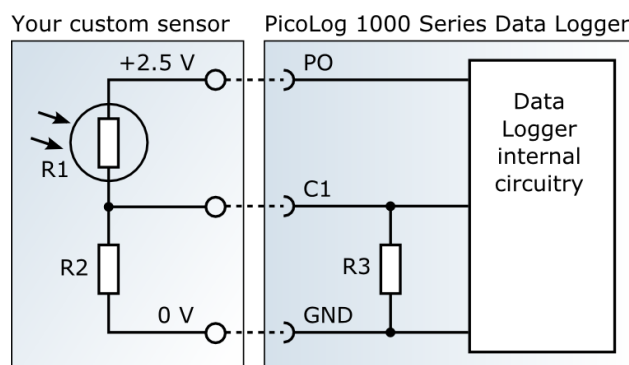 Your custom sensor
PicoLog 1000 Series Data Logger
+2.5 V
PO
R1
Data
Logger
internal
circuitry
C1
R2
R3
0 V
GND